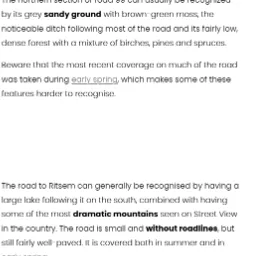 The northern section of road 99 can usually be recognized
by its grey sandy ground with brown-green moss, the
noticeable ditch following most of the road and its fairly low,
dense forest with a mixture of birches, pines and spruces.
Beware that the most recent coverage on much of the road
was taken during early spring, which makes some of these
features harder to recognise.
The road to Ritsem can generally be recognised by having a
large lake following it on the south, combined with having
some of the most dramatic mountains seen on Street View
in the country. The road is small and without roadlines, but
still fairly well-paved. It is covered both in summer and in